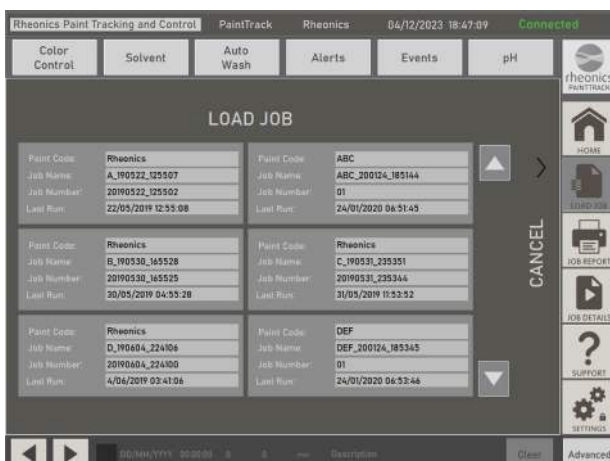 Rheonics Paint Tracking and Control PaintTrack Rheonics 04/12/2023 18:47:09 Connected
Color Control
Solvent
Auto Wash
Alerts
Events
pH
rheonics
PAINTTRACK
LOAD JOB
Paint Code: Rheonics
Job Name: A_190522_125507
Job Number: 20190522_125502
Last Run: 22/05/2019 12:55:08
Paint Code: ABC
Job Name: ABC_200124_185144
Job Number: 01
Last Run: 24/01/2020 06:51:45
Paint Code: Rheonics
Job Name: B_190530_165528
Job Number: 20190530_165525
Last Run: 30/05/2019 04:55:28
Paint Code: Rheonics
Job Name: C_190531_235351
Job Number: 20190531_235344
Last Run: 31/05/2019 11:53:52
Paint Code: Rheonics
Job Name: D_190604_224106
Job Number: 20190604_224100
Last Run: 4/06/2019 03:41:06
Paint Code: DEF
Job Name: DEF_200124_185345
Job Number: 01
Last Run: 24/01/2020 06:53:46
CANCEL
HOME
LOAD JOB
JOB REPORT
JOB DETAILS
SUPPORT
SETTINGS
DD/MM/YYYY 00:00:00 0 0 Description
Clear
Advanced